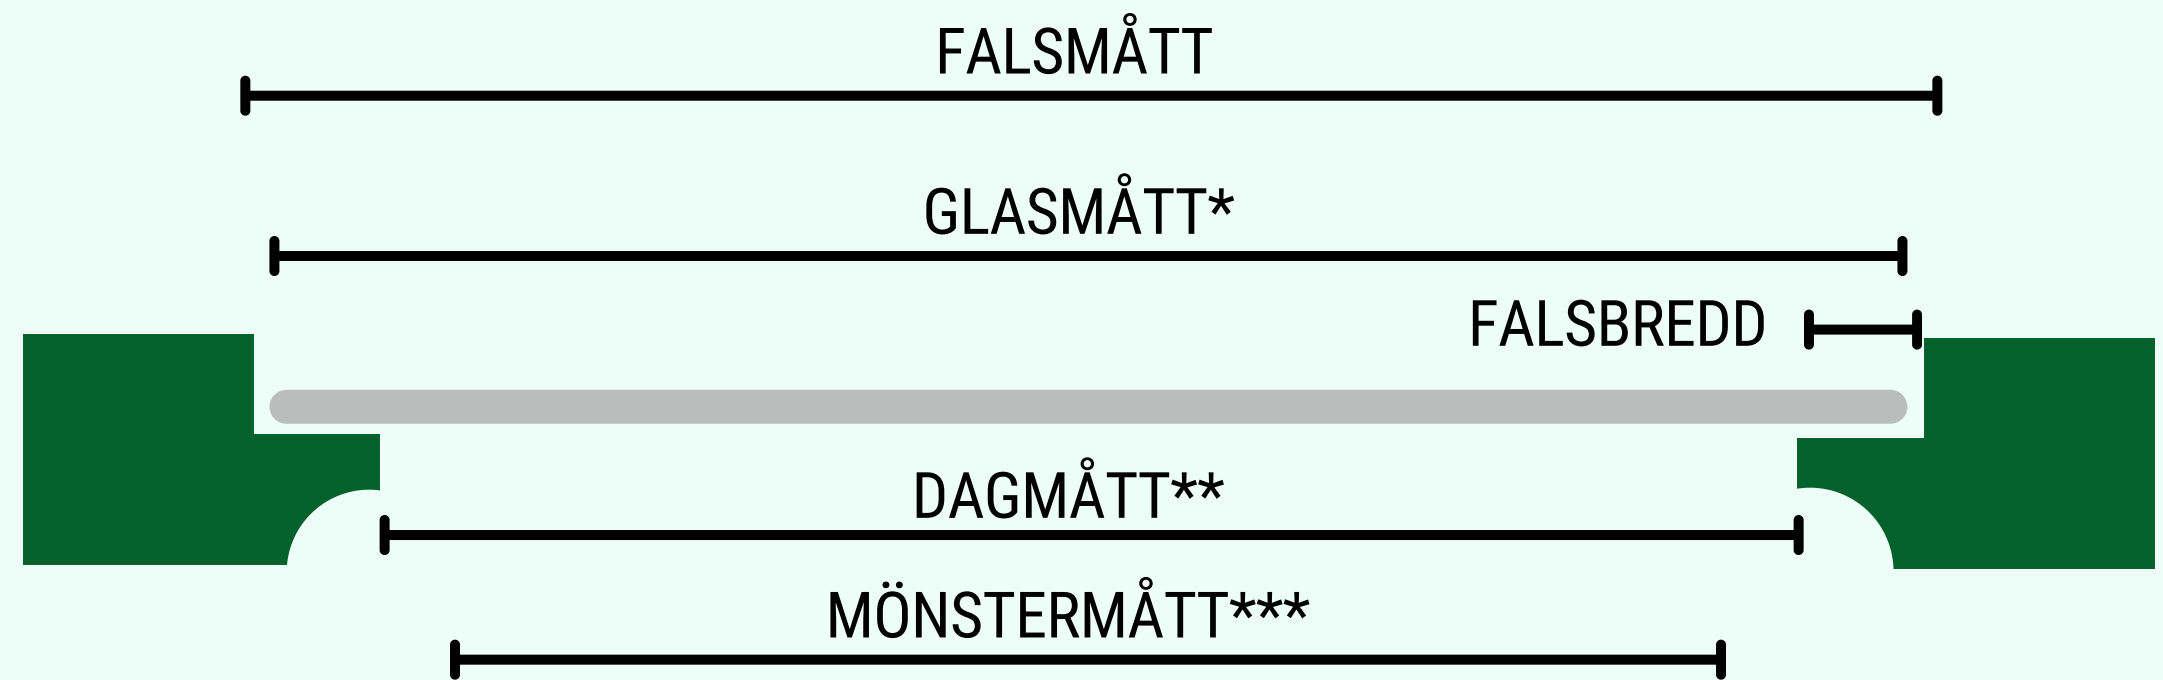 FALSMÅTT
GLASMÅTT*
FALSBREDD
DAGMÅTT**
MÖNSTERMÅTT***